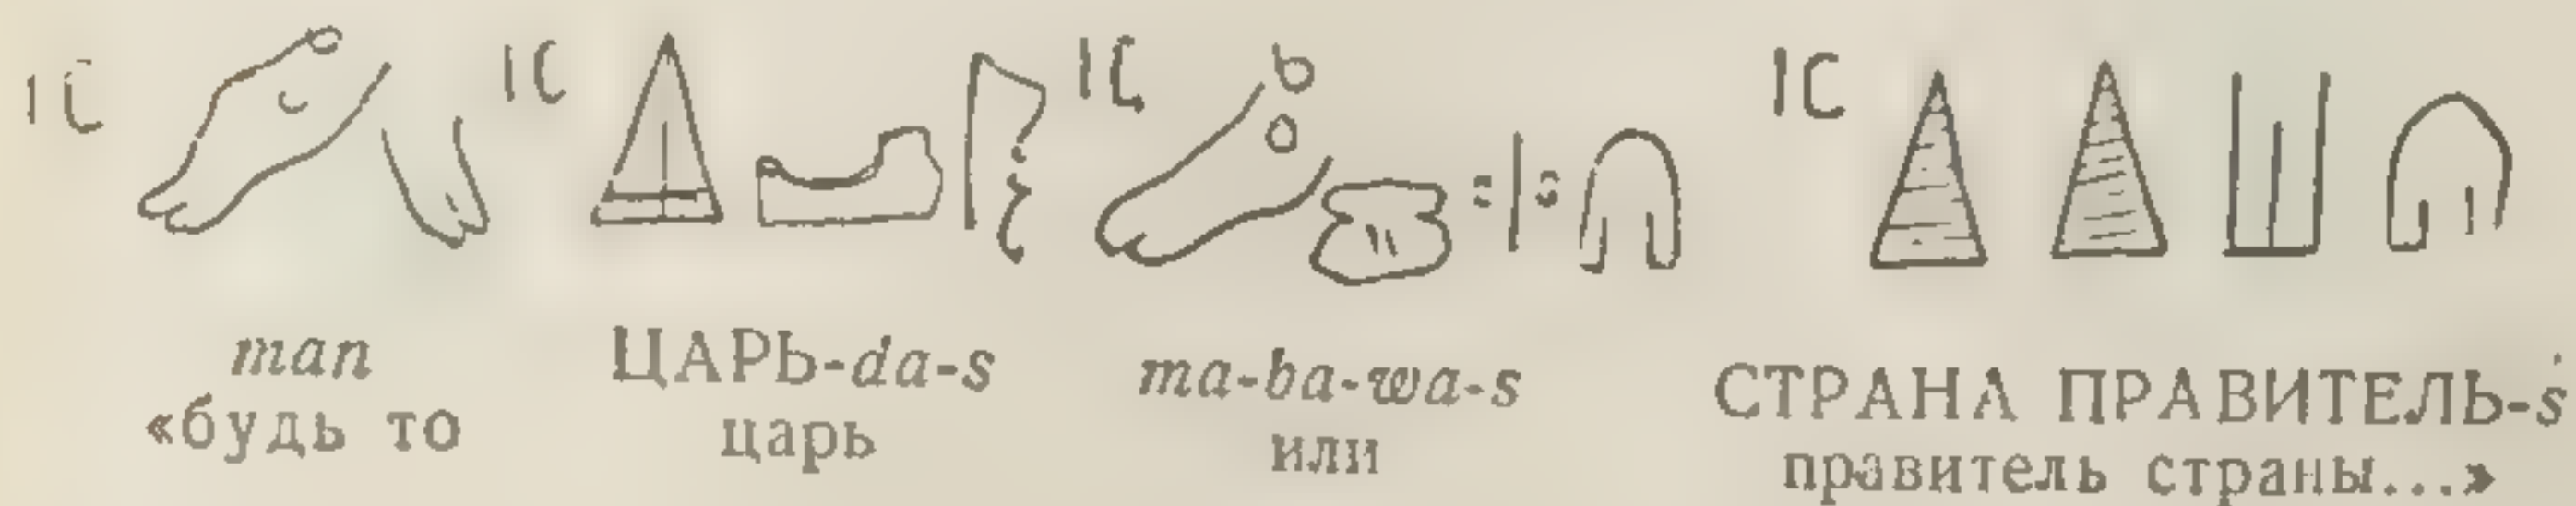 man ЦАРЬ-da-s ma-ba-wa-s СТРАНА ПРАВИТЕЛЬ-s
«будь то царь или правитель страны...»